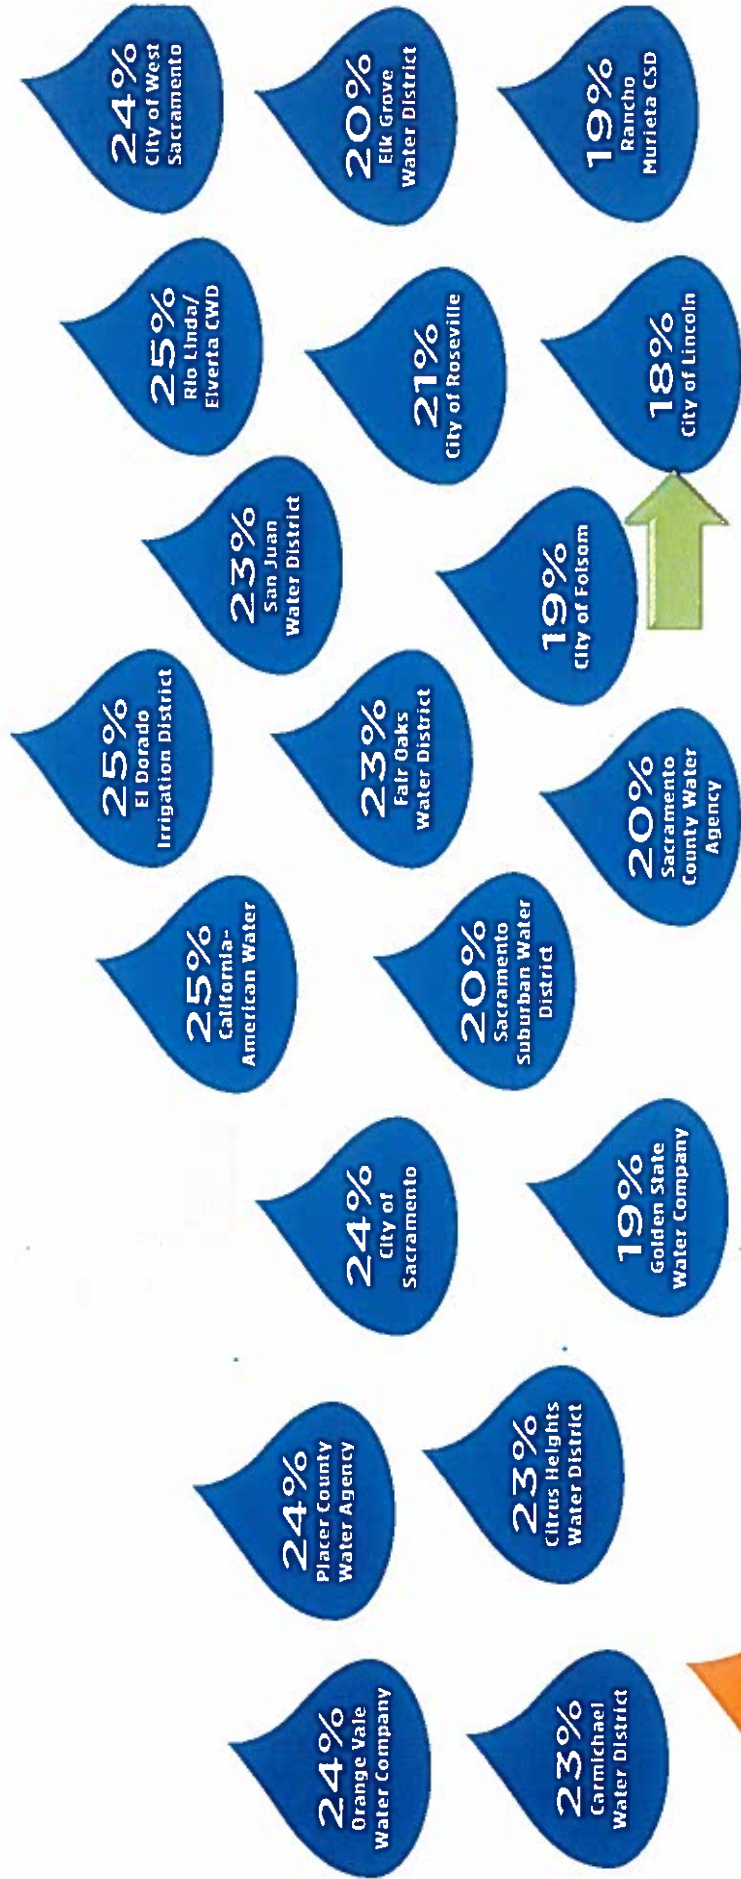 24%
Orange Vale
Water Company
24%
Placer County
Water Agency
24%
City of
Sacramento
25%
California-
American Water
25%
El Dorado
Irrigation District
23%
San Juan
Water District
25%
Rio Linda/
Elverta CWD
24%
City of West
Sacramento
23%
Carmichael
Water District
23%
Citrus Heights
Water District
20%
Sacramento
Suburban Water
District
23%
Fair Oaks
Water District
21%
City of Roseville
20%
Elk Grove
Water District
19%
Golden State
Water Company
20%
Sacramento
County Water
Agency
19%
City of Folsom
18%
City of Lincoln
19%
Rancho
Murieta CSD